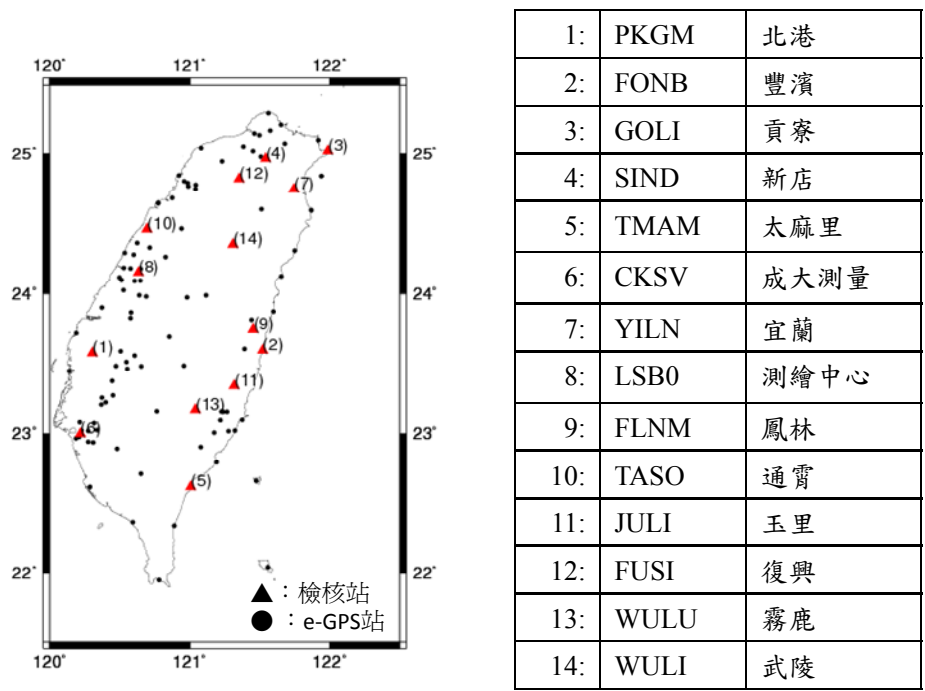 120° 121° 122°
25°
24°
23°
22°
120° 121° 122°
(3)
(4)
(12)
(7)
(10)
(14)
(8)
(9)
(2)
(1)
(11)
(13)
(6)
(5)
▲：檢核站
●：e-GPS站
1: PKGM 北港
2: FONB 豐濱
3: GOLI 貢寮
4: SIND 新店
5: TMAM 太麻里
6: CKSV 成大測量
7: YILN 宜蘭
8: LSB0 測繪中心
9: FLNM 鳳林
10: TASO 通霄
11: JULI 玉里
12: FUSI 復興
13: WULU 霧鹿
14: WULI 武陵